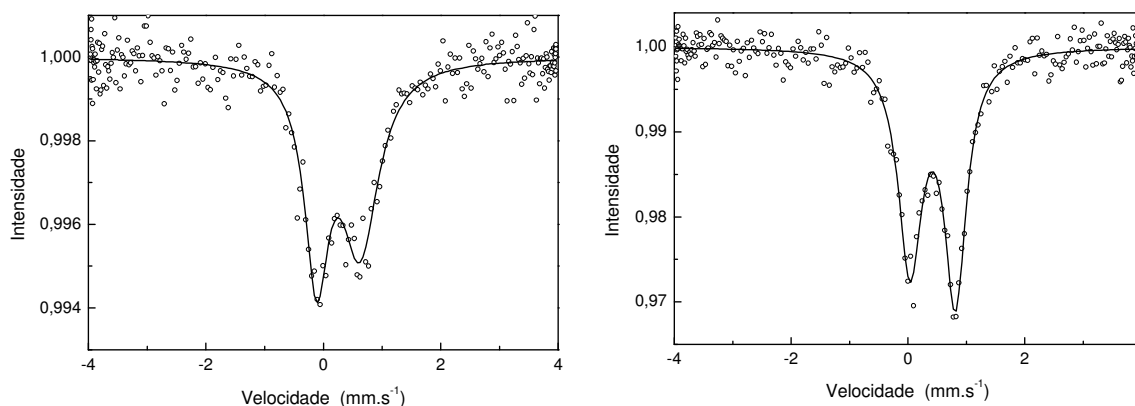 1,000
0,998
0,996
0,994
Intensidade
-4 -2 0 2 4
Velocidade (mm.s-1)
1,00
0,99
0,98
0,97
Intensidade
-4 -2 0 2
Velocidade (mm.s-1)